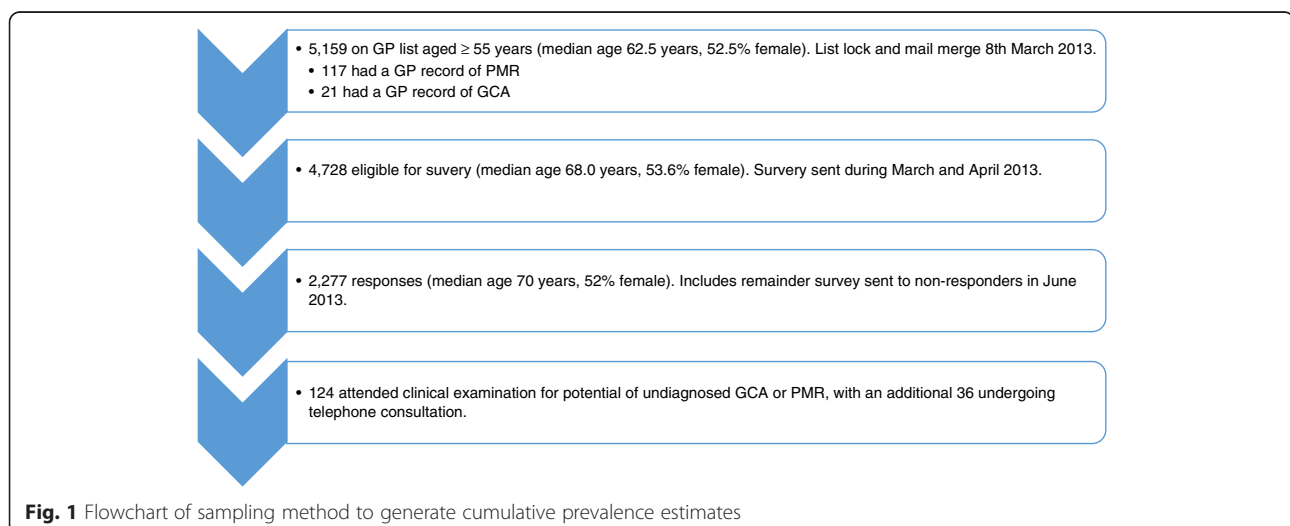 • 5,159 on GP list aged ≥ 55 years (median age 62.5 years, 52.5% female). List lock and mail merge 8th March 2013.
• 117 had a GP record of PMR
• 21 had a GP record of GCA
• 4,728 eligible for suvery (median age 68.0 years, 53.6% female). Survery sent during March and April 2013.
• 2,277 responses (median age 70 years, 52% female). Includes remainder survey sent to non-responders in June
2013.
• 124 attended clinical examination for potential of undiagnosed GCA or PMR, with an additional 36 undergoing
telephone consultation.
Fig. 1 Flowchart of sampling method to generate cumulative prevalence estimates